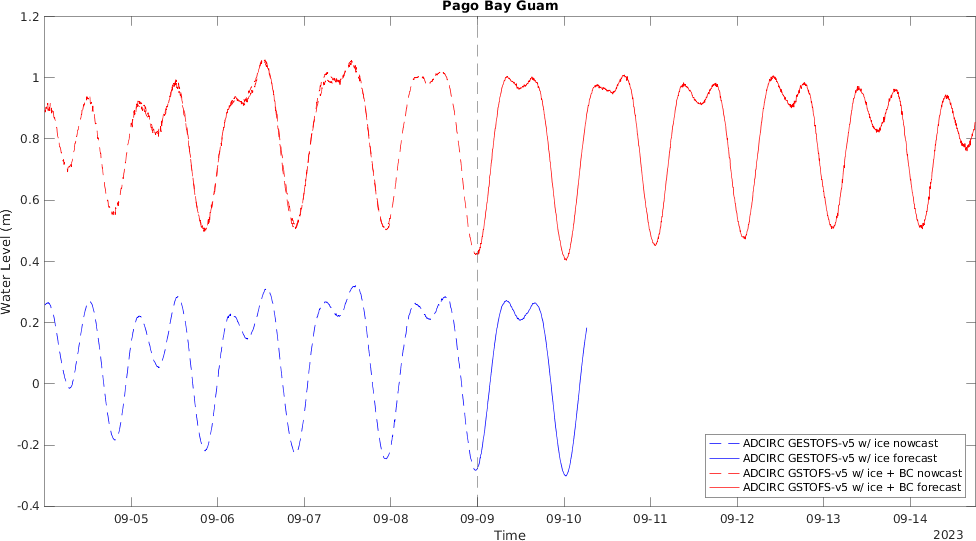 Pago Bay Guam
1.2
1
0.8
0.6
0.4
0.2
0
-0.2
-0.4
Water Level (m)
ADCIRC GESTOFS-v5 w/ ice nowcast
ADCIRC GESTOFS-v5 w/ ice forecast
ADCIRC GSTOFS-v5 w/ ice + BC nowcast
ADCIRC GSTOFS-v5 w/ ice + BC forecast
09-05 09-06 09-07 09-08 09-09 09-10 09-11 09-12 09-13 09-14
Time
2023